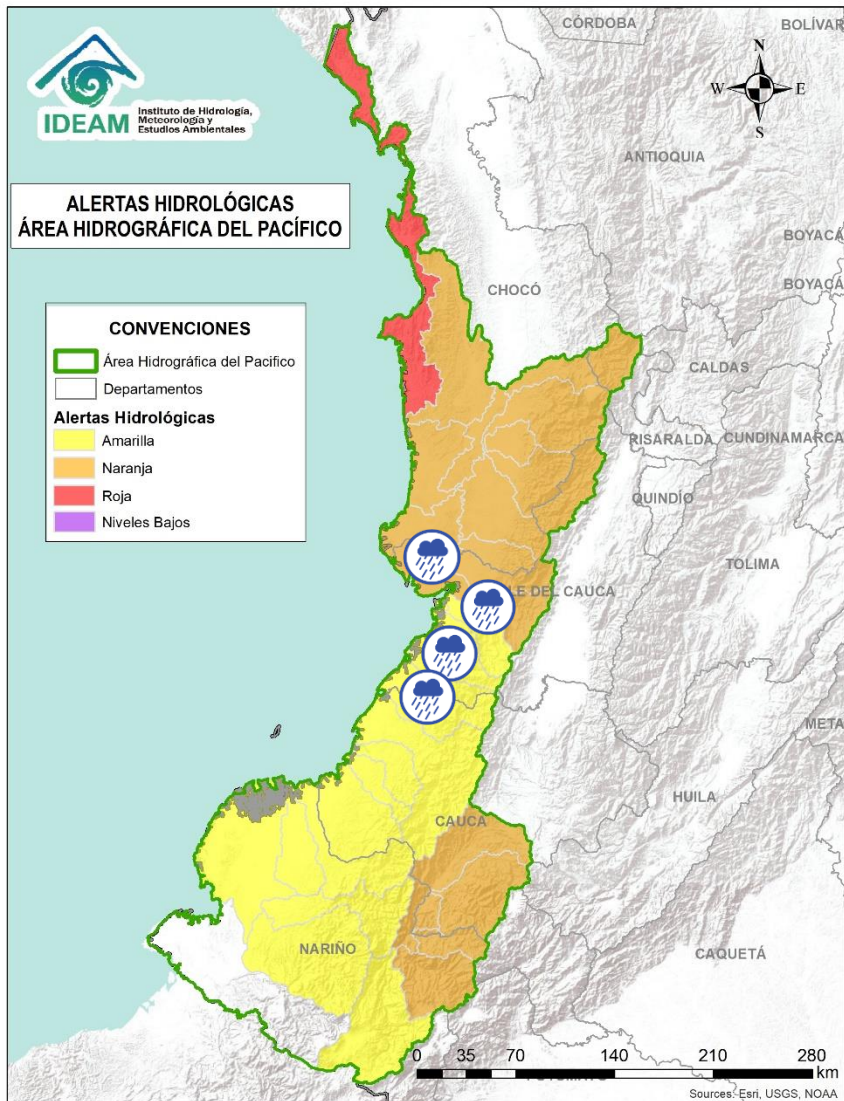 CÓRDOBA
BOLÍVAR
IDEAM
Instituto de Hidrología,
Meteorología y
Estudios Ambientales
N
W E
S
ANTIOQUIA
ALERTAS HIDROLÓGICAS
ÁREA HIDROGRÁFICA DEL PACÍFICO
BOYACÁ
BOYACÁ
CHOCÓ
CONVENCIONES
Área Hidrográfica del Pacifico
Departamentos
Alertas Hidrológicas
Amarilla
Naranja
Roja
Niveles Bajos
CALDAS
RISARALDA
CUNDINAMARCA
QUINDÍO
TOLIMA
LE DEL CAUCA
META
HUILA
CAUCA
NARIÑO
CAQUETÁ
0 35 70 140 210 280
km
Sources: Esri, USGS, NOAA